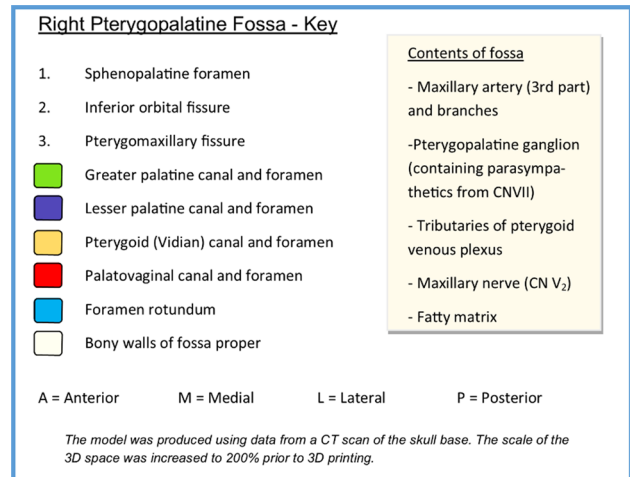 Right Pterygopalatine Fossa - Key
1. Sphenopalatine foramen
2. Inferior orbital fissure
3. Pterygomaxillary fissure
Greater palatine canal and foramen
Lesser palatine canal and foramen
Pterygoid (Vidian) canal and foramen
Palatovaginal canal and foramen
Foramen rotundum
Bony walls of fossa proper
Contents of fossa
- Maxillary artery (3rd part)
and branches
-Pterygopalatine ganglion
(containing parasympa-
thetics from CNVII)
- Tributaries of pterygoid
venous plexus
- Maxillary nerve (CN V₂)
- Fatty matrix
A = Anterior M = Medial L = Lateral P = Posterior
The model was produced using data from a CT scan of the skull base. The scale of the
3D space was increased to 200% prior to 3D printing.